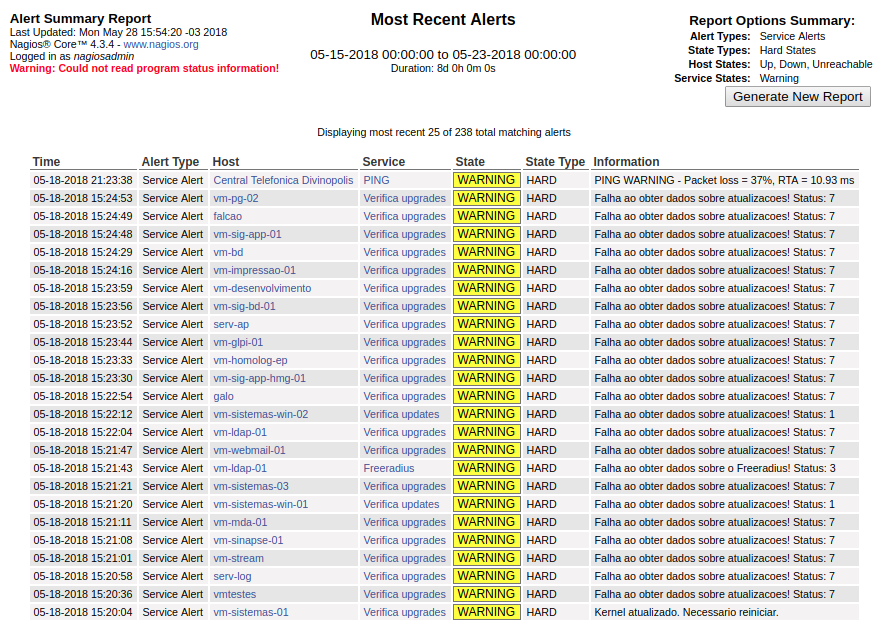 Alert Summary Report
Last Updated: Mon May 28 15:54:20 -03 2018
Nagios® Core™ 4.3.4 - www.nagios.org
Logged in as nagiosadmin
Warning: Could not read program status information!
Most Recent Alerts
05-15-2018 00:00:00 to 05-23-2018 00:00:00
Duration: 8d 0h 0m 0s
Report Options Summary:
Alert Types: Service Alerts
State Types: Hard States
Host States: Up, Down, Unreachable
Service States: Warning
Generate New Report
Displaying most recent 25 of 238 total matching alerts
Time Alert Type Host Service State State Type Information
05-18-2018 21:23:38 Service Alert Central Telefonica Divinopolis PING WARNING HARD PING WARNING - Packet loss = 37%, RTA = 10.93 ms
05-18-2018 15:24:53 Service Alert vm-pg-02 Verifica upgrades WARNING HARD Falha ao obter dados sobre atualizacoes! Status: 7
05-18-2018 15:24:49 Service Alert falcao Verifica upgrades WARNING HARD Falha ao obter dados sobre atualizacoes! Status: 7
05-18-2018 15:24:48 Service Alert vm-sig-app-01 Verifica upgrades WARNING HARD Falha ao obter dados sobre atualizacoes! Status: 7
05-18-2018 15:24:29 Service Alert vm-bd Verifica upgrades WARNING HARD Falha ao obter dados sobre atualizacoes! Status: 7
05-18-2018 15:24:16 Service Alert vm-impressao-01 Verifica upgrades WARNING HARD Falha ao obter dados sobre atualizacoes! Status: 7
05-18-2018 15:23:59 Service Alert vm-desenvolvimento Verifica upgrades WARNING HARD Falha ao obter dados sobre atualizacoes! Status: 7
05-18-2018 15:23:56 Service Alert vm-sig-bd-01 Verifica upgrades WARNING HARD Falha ao obter dados sobre atualizacoes! Status: 7
05-18-2018 15:23:52 Service Alert serv-ap Verifica upgrades WARNING HARD Falha ao obter dados sobre atualizacoes! Status: 7
05-18-2018 15:23:44 Service Alert vm-glpi-01 Verifica upgrades WARNING HARD Falha ao obter dados sobre atualizacoes! Status: 7
05-18-2018 15:23:33 Service Alert vm-homolog-ep Verifica upgrades WARNING HARD Falha ao obter dados sobre atualizacoes! Status: 7
05-18-2018 15:23:30 Service Alert vm-sig-app-hmg-01 Verifica upgrades WARNING HARD Falha ao obter dados sobre atualizacoes! Status: 7
05-18-2018 15:22:54 Service Alert galo Verifica upgrades WARNING HARD Falha ao obter dados sobre atualizacoes! Status: 7
05-18-2018 15:22:12 Service Alert vm-sistemas-win-02 Verifica updates WARNING HARD Falha ao obter dados sobre atualizacoes! Status: 1
05-18-2018 15:22:04 Service Alert vm-ldap-01 Verifica upgrades WARNING HARD Falha ao obter dados sobre atualizacoes! Status: 7
05-18-2018 15:21:47 Service Alert vm-webmail-01 Verifica upgrades WARNING HARD Falha ao obter dados sobre atualizacoes! Status: 7
05-18-2018 15:21:43 Service Alert vm-ldap-01 Freeradius WARNING HARD Falha ao obter dados sobre o Freeradius! Status: 3
05-18-2018 15:21:21 Service Alert vm-sistemas-03 Verifica upgrades WARNING HARD Falha ao obter dados sobre atualizacoes! Status: 7
05-18-2018 15:21:20 Service Alert vm-sistemas-win-01 Verifica updates WARNING HARD Falha ao obter dados sobre atualizacoes! Status: 1
05-18-2018 15:21:11 Service Alert vm-mda-01 Verifica upgrades WARNING HARD Falha ao obter dados sobre atualizacoes! Status: 7
05-18-2018 15:21:08 Service Alert vm-sinapse-01 Verifica upgrades WARNING HARD Falha ao obter dados sobre atualizacoes! Status: 7
05-18-2018 15:21:01 Service Alert vm-stream Verifica upgrades WARNING HARD Falha ao obter dados sobre atualizacoes! Status: 7
05-18-2018 15:20:58 Service Alert serv-log Verifica upgrades WARNING HARD Falha ao obter dados sobre atualizacoes! Status: 7
05-18-2018 15:20:36 Service Alert vmtestes Verifica upgrades WARNING HARD Falha ao obter dados sobre atualizacoes! Status: 7
05-18-2018 15:20:04 Service Alert vm-sistemas-01 Verifica upgrades WARNING HARD Kernel atualizado. Necessario reiniciar.